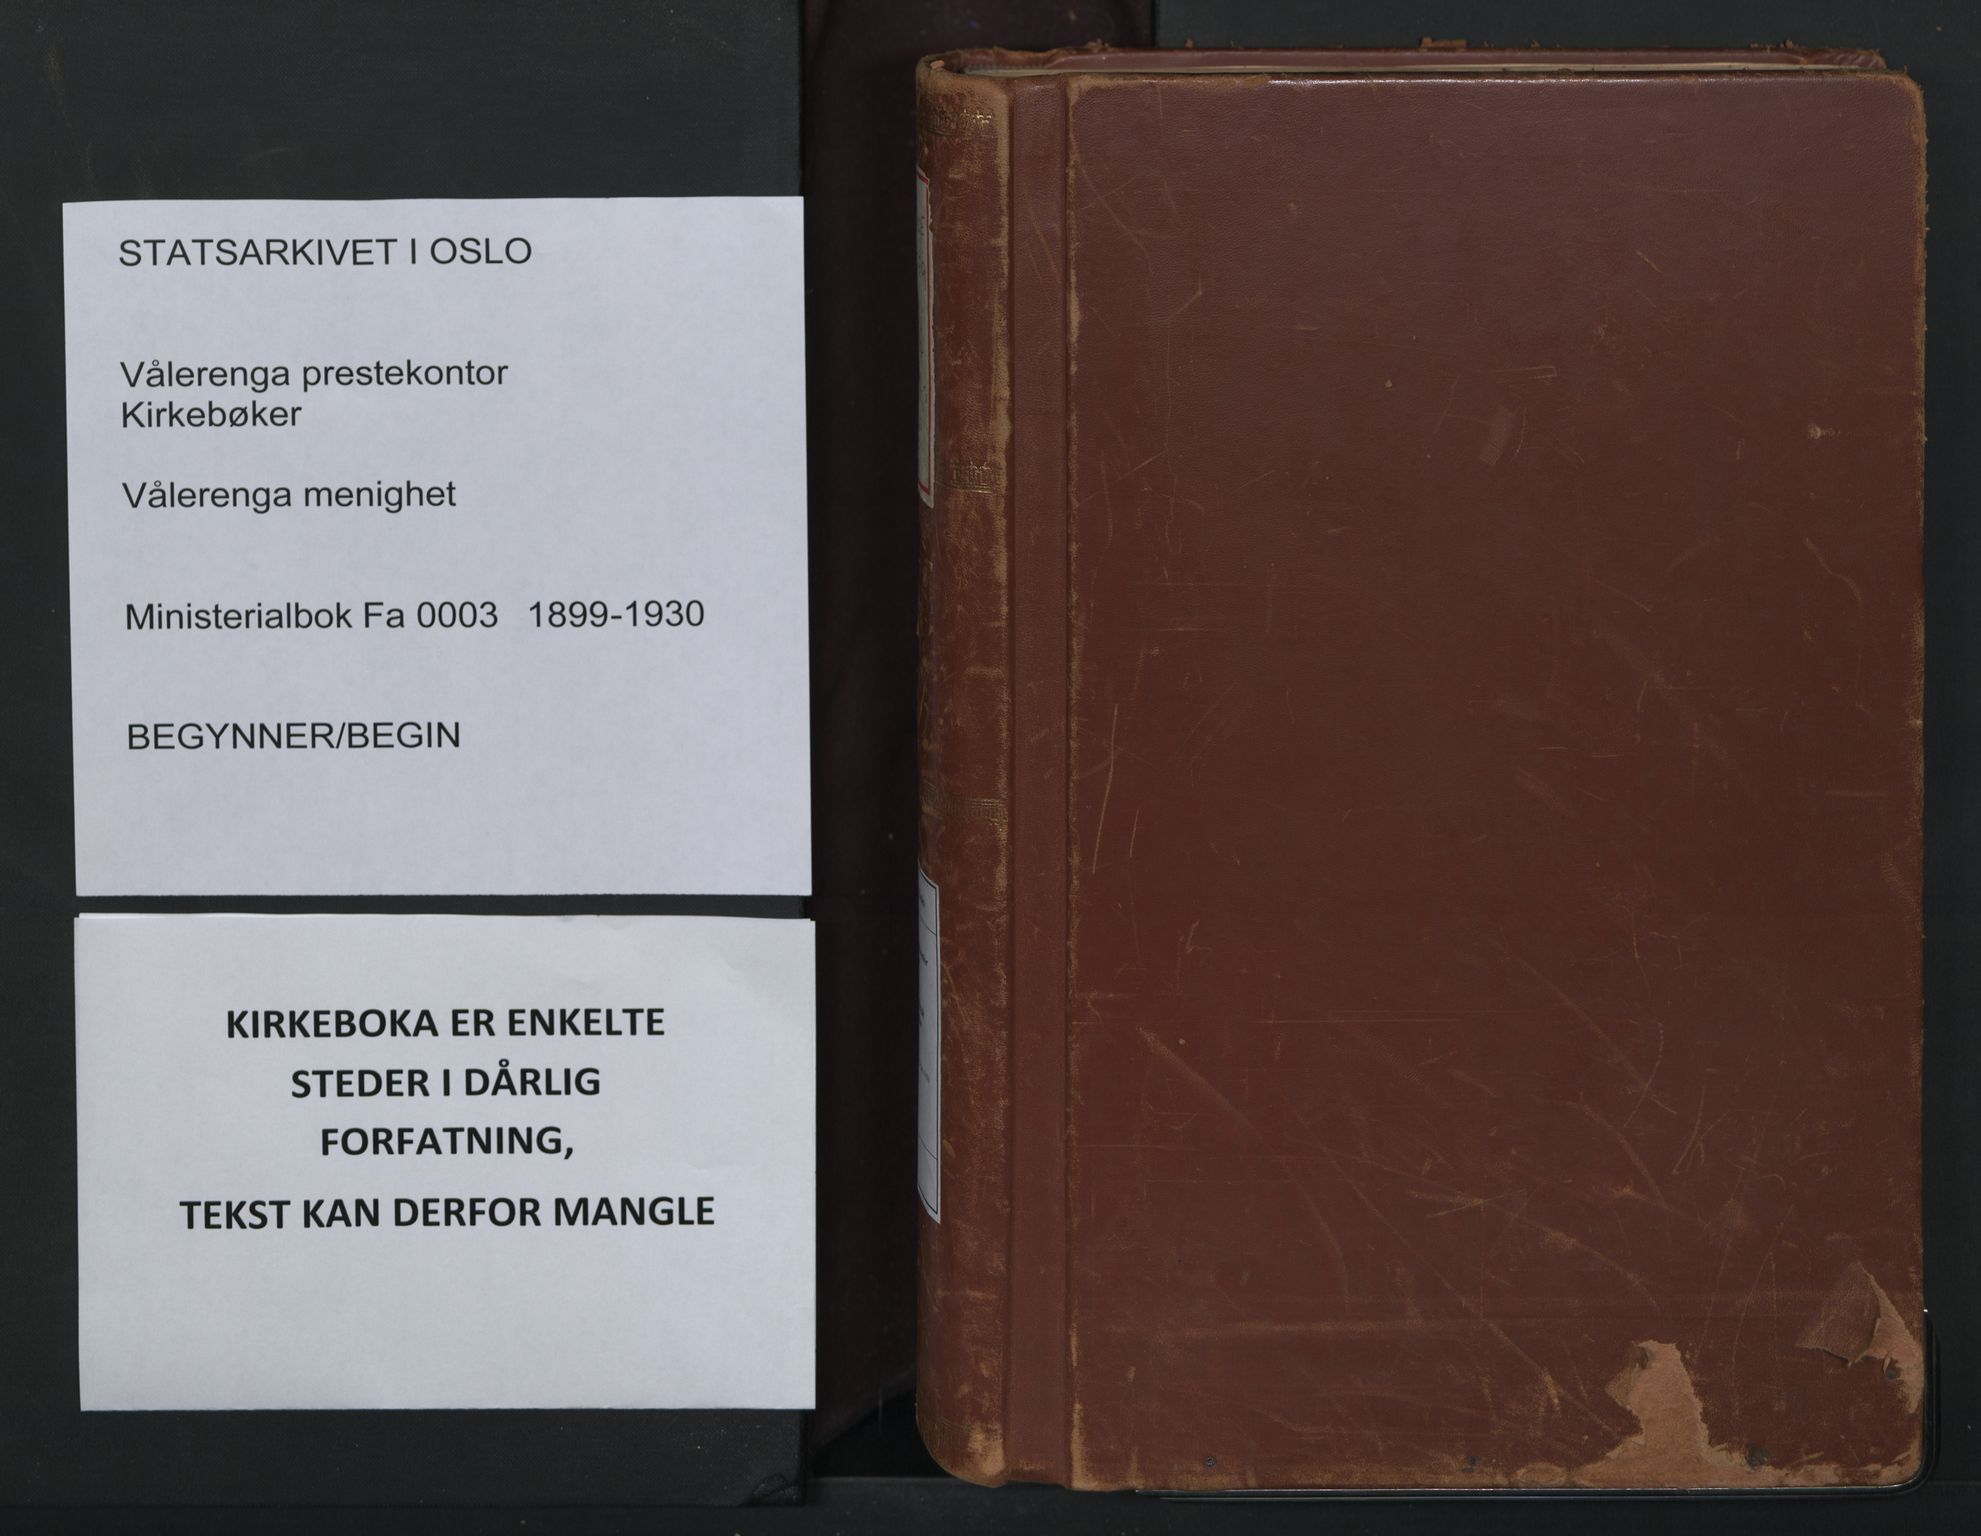 STATSARKIVET I OSLO
Vålerenga prestekontor
Kirkebøker
Vålerenga menighet
Ministerialbok Fa 0003 1899-1930
BEGYNNER/BEGIN
KIRKEBOKA ER ENKELTE
STEDER I DÅRLIG
FORFATNING,
TEKST KAN DERFOR MANGLE